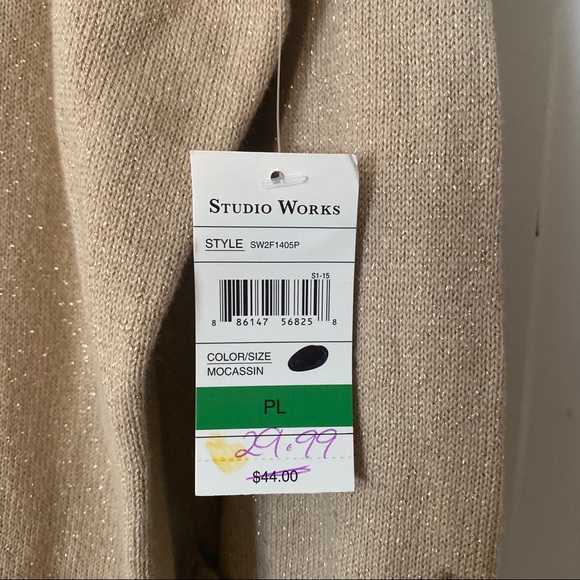 STUDIO WORKS
STYLE SW2F1405P
S1-15
8 86147 56825 8
COLOR/SIZE
MOCASSIN
PL
29.99
$44.00